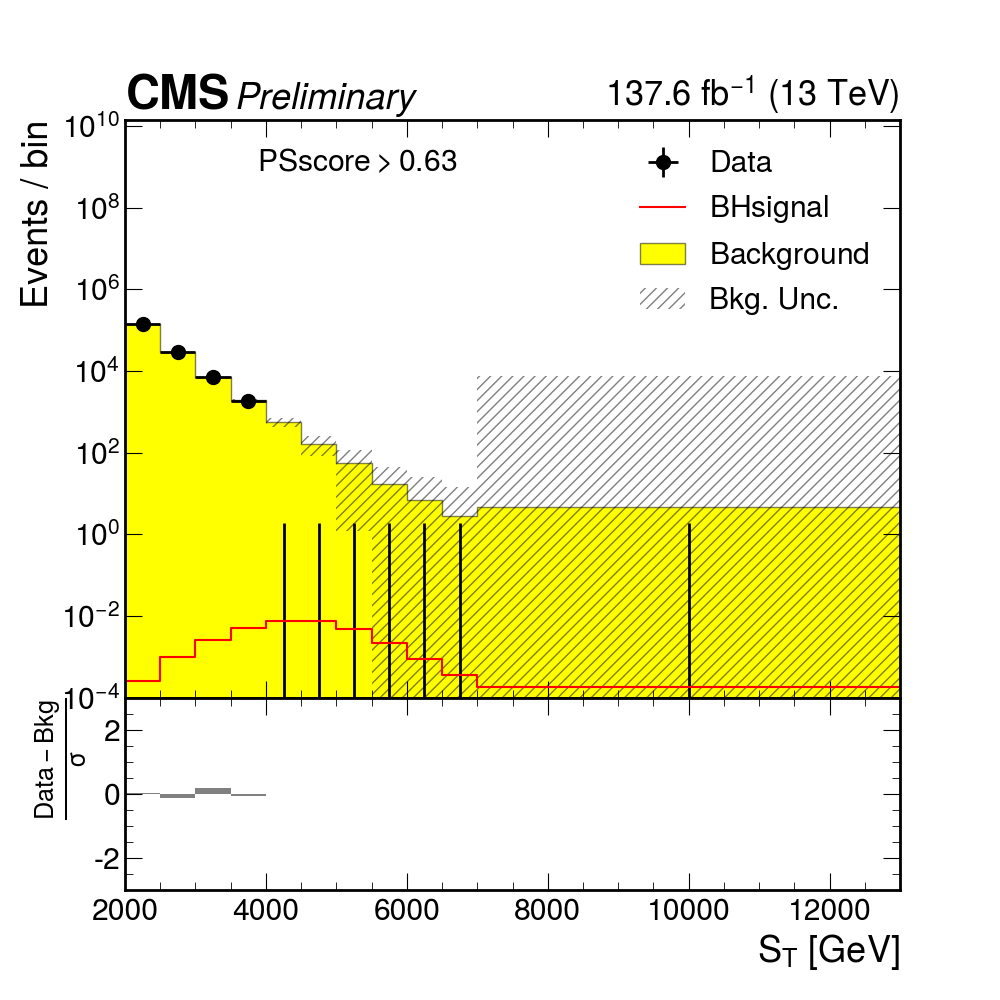 CMS Preliminary 137.6 fb⁻¹ (13 TeV)
Events / bin
10¹⁰
10⁸
10⁶
10⁴
10²
10⁰
10⁻²
10⁻⁴
PSscore > 0.63
Data
BHsignal
Background
Bkg. Unc.
Data – Bkg
σ
2
0
-2
2000 4000 6000 8000 10000 12000
S_T [GeV]